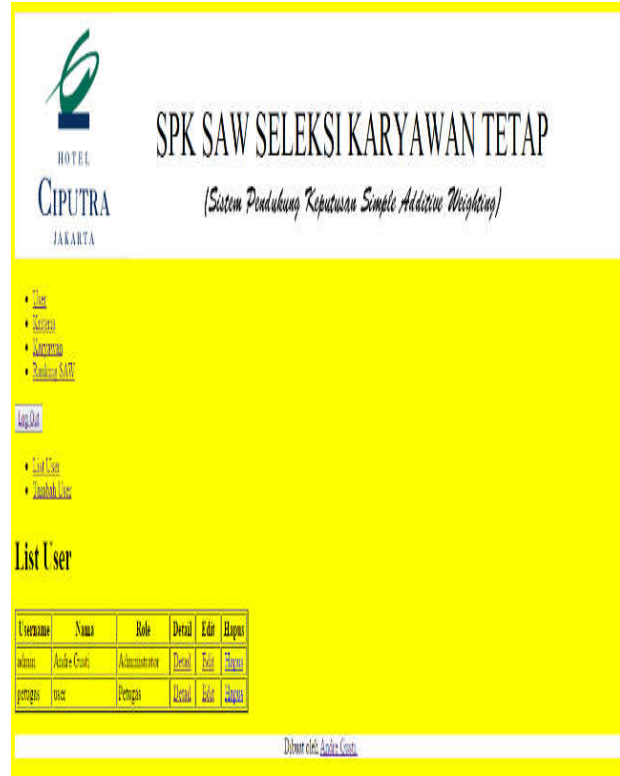 HOTEL
CIPUTRA
JAKARTA
SPK SAW SELEKSI KARYAWAN TETAP
(Sistem Pendukung Keputusan Simple Additive Weighting)
User
Kriteria
Karyawan
Ranking SAW
Log Out
List User
Tambah User
List User
Username Nama Role Detail Edit Hapus
admin Andre Gusti Administrator Detail Edit Hapus
petugas user Petugas Detail Edit Hapus
Dibuat oleh Andre Gusti